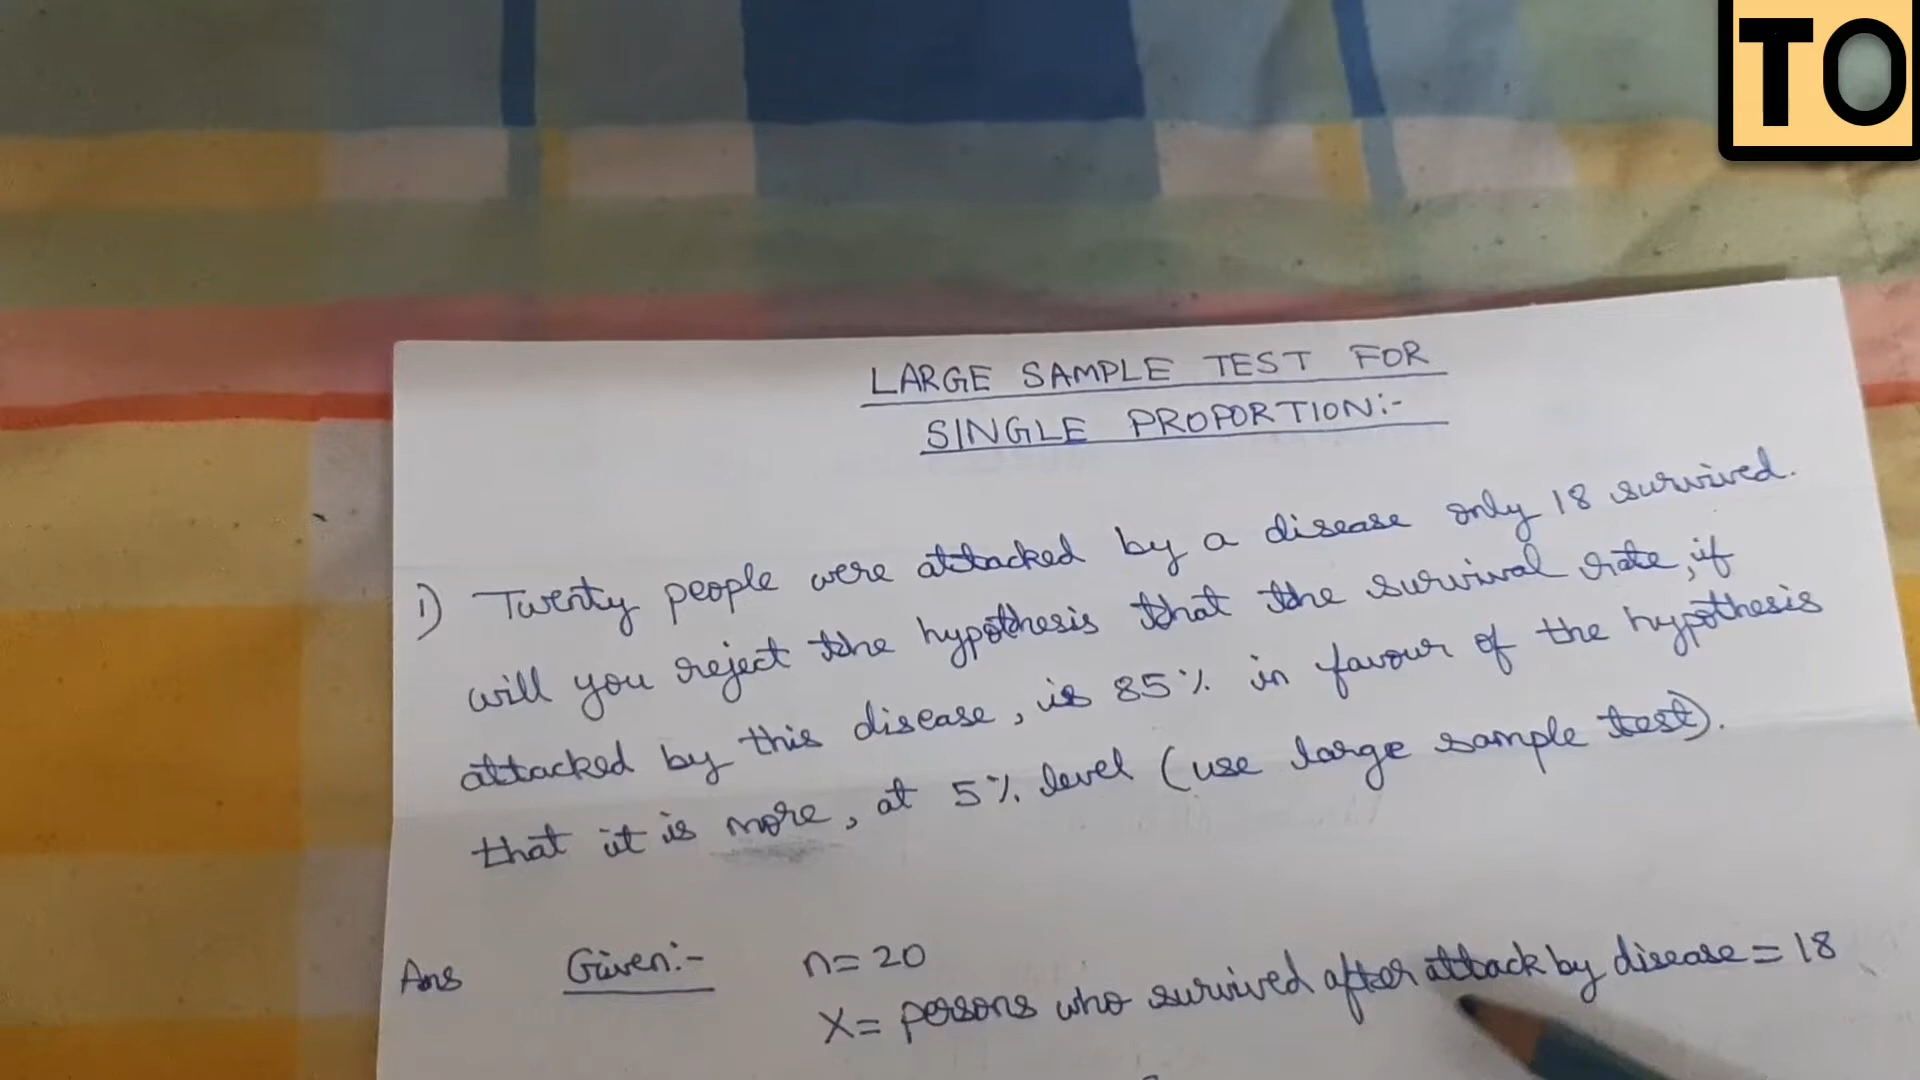 TO
LARGE SAMPLE TEST FOR
SINGLE PROPORTION:-
1) Twenty people were attacked by a disease only 18 survived.
will you reject the hypothesis that the survival rate, if
attacked by this disease, is 85% in favour of the hypothesis
that it is more, at 5% level (use large sample test).
Ans Given:- n= 20
X= persons who survived after attack by disease = 18